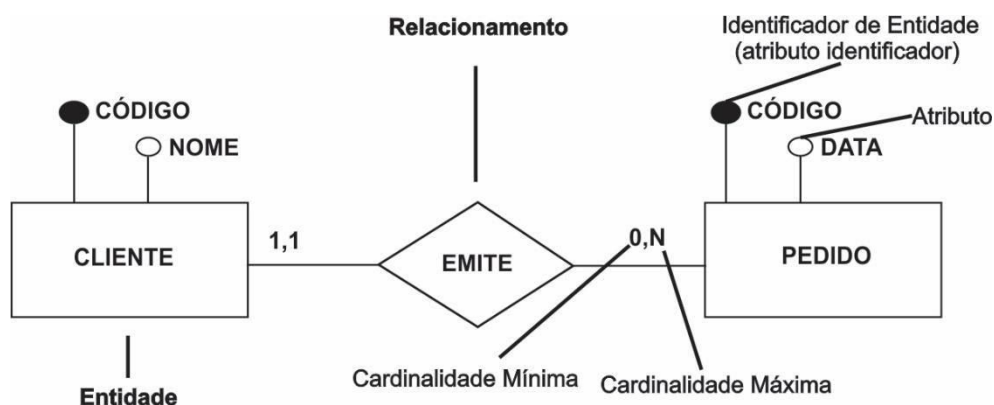 Relacionamento
Identificador de Entidade
(atributo identificador)
CÓDIGO
NOME
CÓDIGO
Atributo
DATA
CLIENTE
1,1
EMITE
0,N
PEDIDO
Cardinalidade Mínima
Cardinalidade Máxima
Entidade